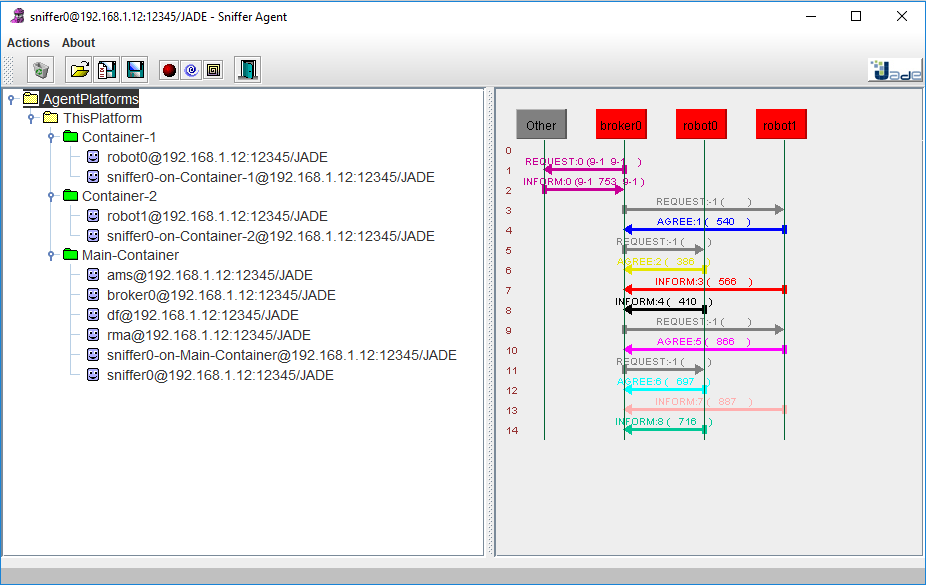 sniffer0@192.168.1.12:12345/JADE - Sniffer Agent
Actions About
Jade
AgentPlatforms
ThisPlatform
Container-1
robot0@192.168.1.12:12345/JADE
sniffer0-on-Container-1@192.168.1.12:12345/JADE
Container-2
robot1@192.168.1.12:12345/JADE
sniffer0-on-Container-2@192.168.1.12:12345/JADE
Main-Container
ams@192.168.1.12:12345/JADE
broker0@192.168.1.12:12345/JADE
df@192.168.1.12:12345/JADE
rma@192.168.1.12:12345/JADE
sniffer0-on-Main-Container@192.168.1.12:12345/JADE
sniffer0@192.168.1.12:12345/JADE
Other broker0 robot0 robot1
0
1 REQUEST:0 (9-1 9-1 )
2 INFORM:0 (9-1 753 9-1 )
3 REQUEST:-1 ( )
4 AGREE:1 ( 540 )
5 REQUEST:-1 ( )
6 AGREE:2 ( 336 )
7 INFORM:3 ( 566 )
8 INFORM:4 ( 410 )
9 REQUEST:-1 ( )
10 AGREE:5 ( 866 )
11 REQUEST:-1 ( )
12 AGREE:6 ( 697 )
13 INFORM:7 ( 887 )
14 INFORM:8 ( 716 )